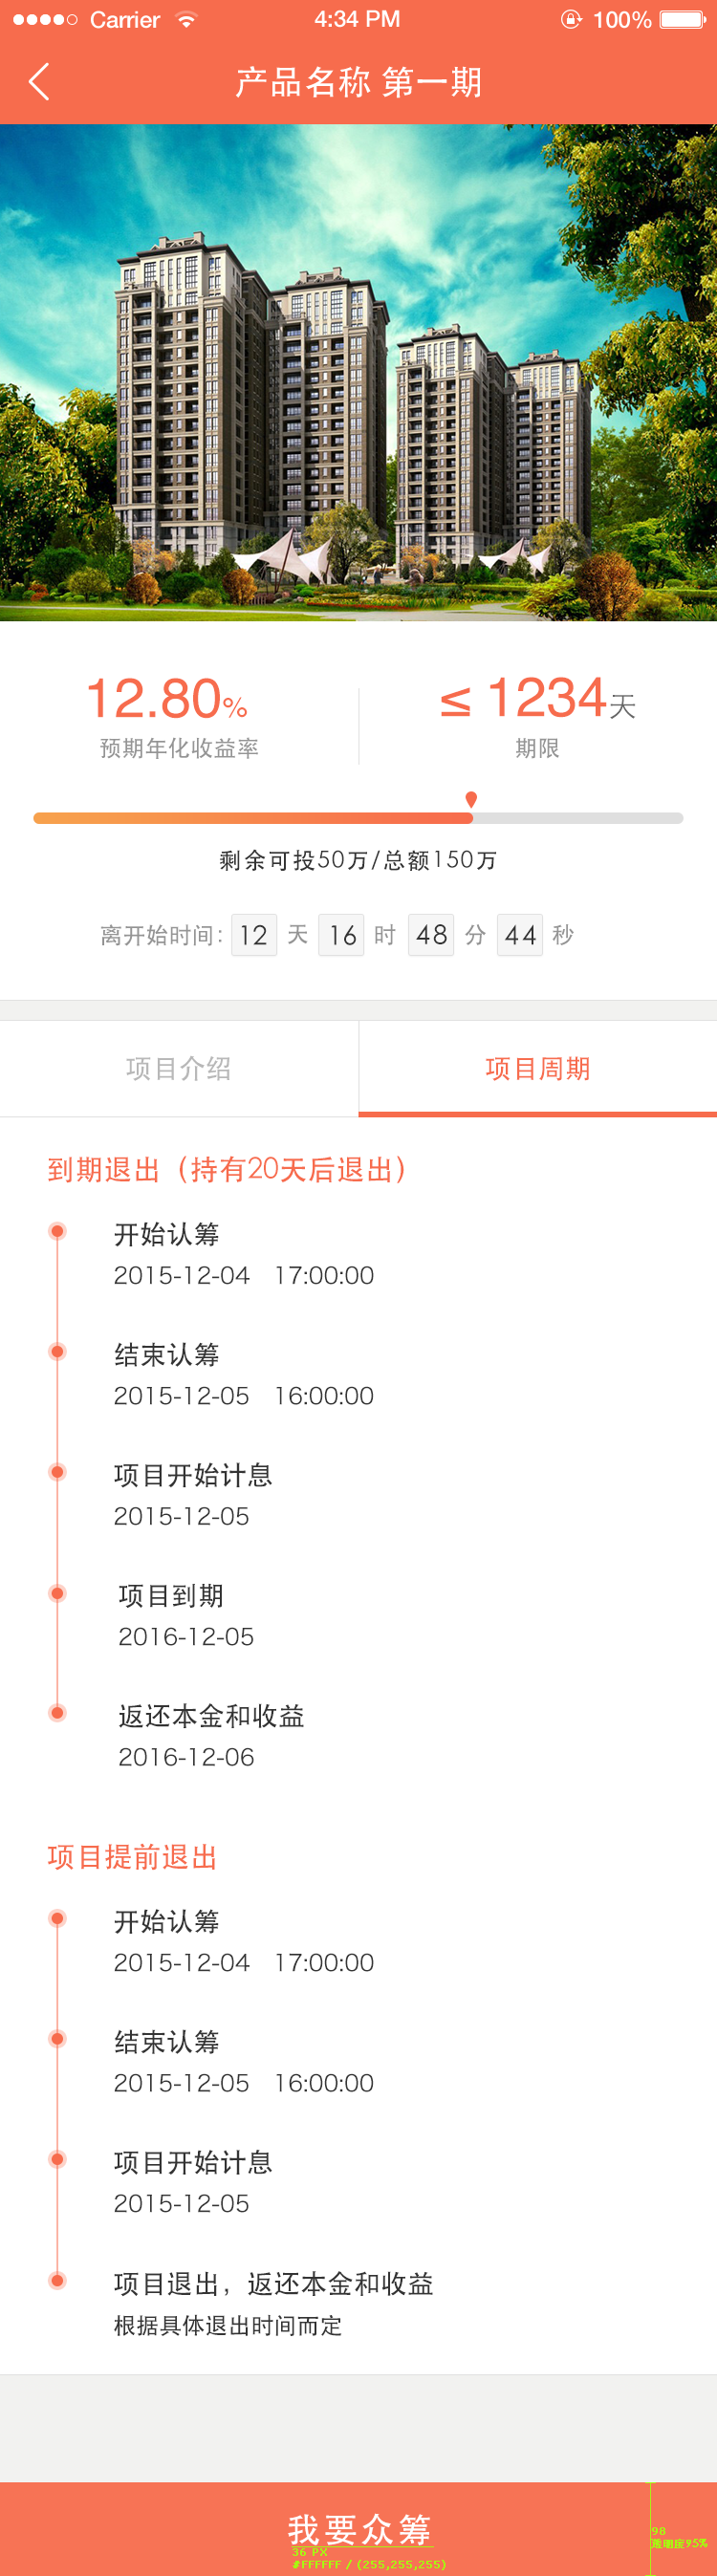 Carrier 4:34 PM 100%
产品名称 第一期
12.80% ≤ 1234天
预期年化收益率 期限
剩余可投50万/总额150万
离开始时间: 12 天 16 时 48 分 44 秒
项目介绍 项目周期
到期退出（持有20天后退出）
开始认筹
2015-12-04 17:00:00
结束认筹
2015-12-05 16:00:00
项目开始计息
2015-12-05
项目到期
2016-12-05
返还本金和收益
2016-12-06
项目提前退出
开始认筹
2015-12-04 17:00:00
结束认筹
2015-12-05 16:00:00
项目开始计息
2015-12-05
项目退出，返还本金和收益
根据具体退出时间而定
我要众筹
98
36 PX
#FFFFFF / (255,255,255)